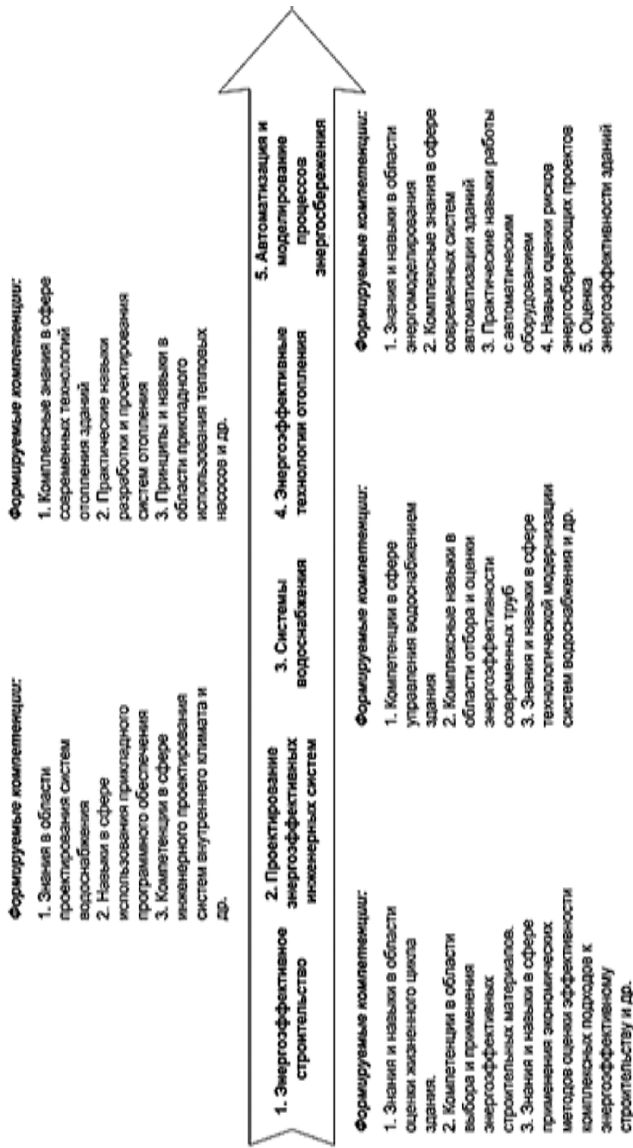 Формируемые компетенции:
1. Знания в области
проектирования систем
водоснабжения
2. Навыки в сфере
использования прикладного
программного обеспечения
3. Компетенции в сфере
инженерного проектирования
систем внутреннего климата и
др.
Формируемые компетенции:
1. Комплексные знания в сфере
современных технологий
отопления зданий
2. Практические навыки
разработки и проектирования
систем отопления
3. Принципы и навыки в
области прикладного
использования тепловых
насосов и др.
1. Энергоэффективное
строительство
2. Проектирование
энергоэффективных
инженерных систем
3. Системы
водоснабжения
4. Энергоэффективные
технологии отопления
5. Автоматизация и
моделирование
процессов
энергосбережения
Формируемые компетенции:
1. Знания и навыки в области
оценки жизненного цикла
здания.
2. Компетенции в области
выбора и применения
энергоэффективных
строительных материалов.
3. Знания и навыки в сфере
применения экономических
методов оценки эффективности
комплексных подходов к
энергоэффективному
строительству и др.
Формируемые компетенции:
1. Компетенции в сфере
управления водоснабжением
здания
2. Комплексные навыки в
области отбора и оценки
энергоэффективности
современных труб
3. Знания и навыки в сфере
технологической модернизации
систем водоснабжения и др.
Формируемые компетенции:
1. Знания и навыки в области
энергомоделирования
2. Комплексные знания в сфере
современных систем
автоматизации зданий
3. Практические навыки работы
с автоматическим
оборудованием
4. Навыки оценки рисков
энергосберегающих проектов
5. Оценка
энергоэффективности зданий